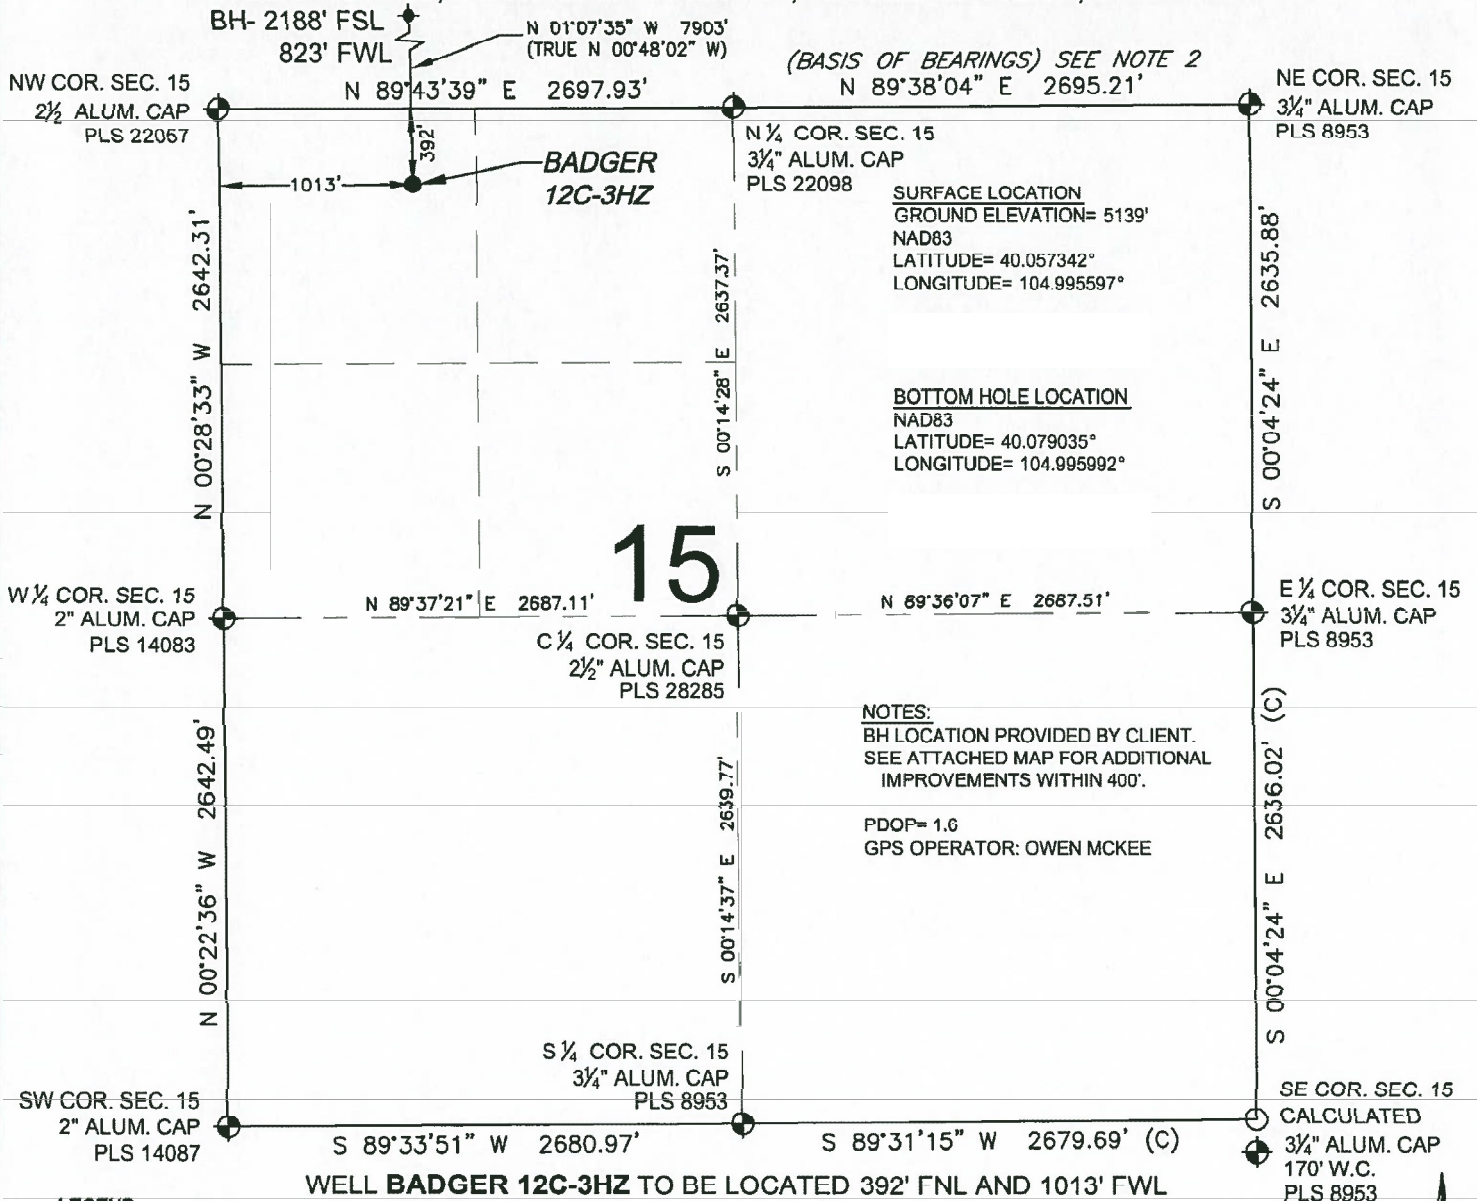 BH- 2188' FSL
823' FWL
N 01°07'35" W 7903'
(TRUE N 00°48'02" W)
(BASIS OF BEARINGS) SEE NOTE 2
NW COR. SEC. 15
2½ ALUM. CAP
PLS 22057
N 89°43'39" E 2697.93'
N 89°38'04" E 2695.21'
NE COR. SEC. 15
3¼" ALUM. CAP
PLS 8953
392'
1013'
BADGER
12C-3HZ
N ¼ COR. SEC. 15
3¼" ALUM. CAP
PLS 22098
SURFACE LOCATION
GROUND ELEVATION= 5139'
NAD83
LATITUDE= 40.057342°
LONGITUDE= 104.995597°
N 00°28'33" W 2642.31'
S 00°14'28" E 2637.37'
S 00°04'24" E 2635.88'
BOTTOM HOLE LOCATION
NAD83
LATITUDE= 40.079035°
LONGITUDE= 104.995992°
15
W ¼ COR. SEC. 15
2" ALUM. CAP
PLS 14083
N 89°37'21" E 2687.11'
N 89°36'07" E 2687.51'
E ¼ COR. SEC. 15
3¼" ALUM. CAP
PLS 8953
C ¼ COR. SEC. 15
2½" ALUM. CAP
PLS 28285
NOTES:
BH LOCATION PROVIDED BY CLIENT.
SEE ATTACHED MAP FOR ADDITIONAL
IMPROVEMENTS WITHIN 400'.
PDOP= 1.6
GPS OPERATOR: OWEN MCKEE
N 00°22'36" W 2642.49'
S 00°14'37" E 2639.77'
S 00°04'24" E 2636.02' (C)
S ¼ COR. SEC. 15
3¼" ALUM. CAP
PLS 8953
SW COR. SEC. 15
2" ALUM. CAP
PLS 14087
S 89°33'51" W 2680.97'
S 89°31'15" W 2679.69' (C)
SE COR. SEC. 15
CALCULATED
3¼" ALUM. CAP
170' W.C.
PLS 8953
WELL BADGER 12C-3HZ TO BE LOCATED 392' FNL AND 1013' FWL